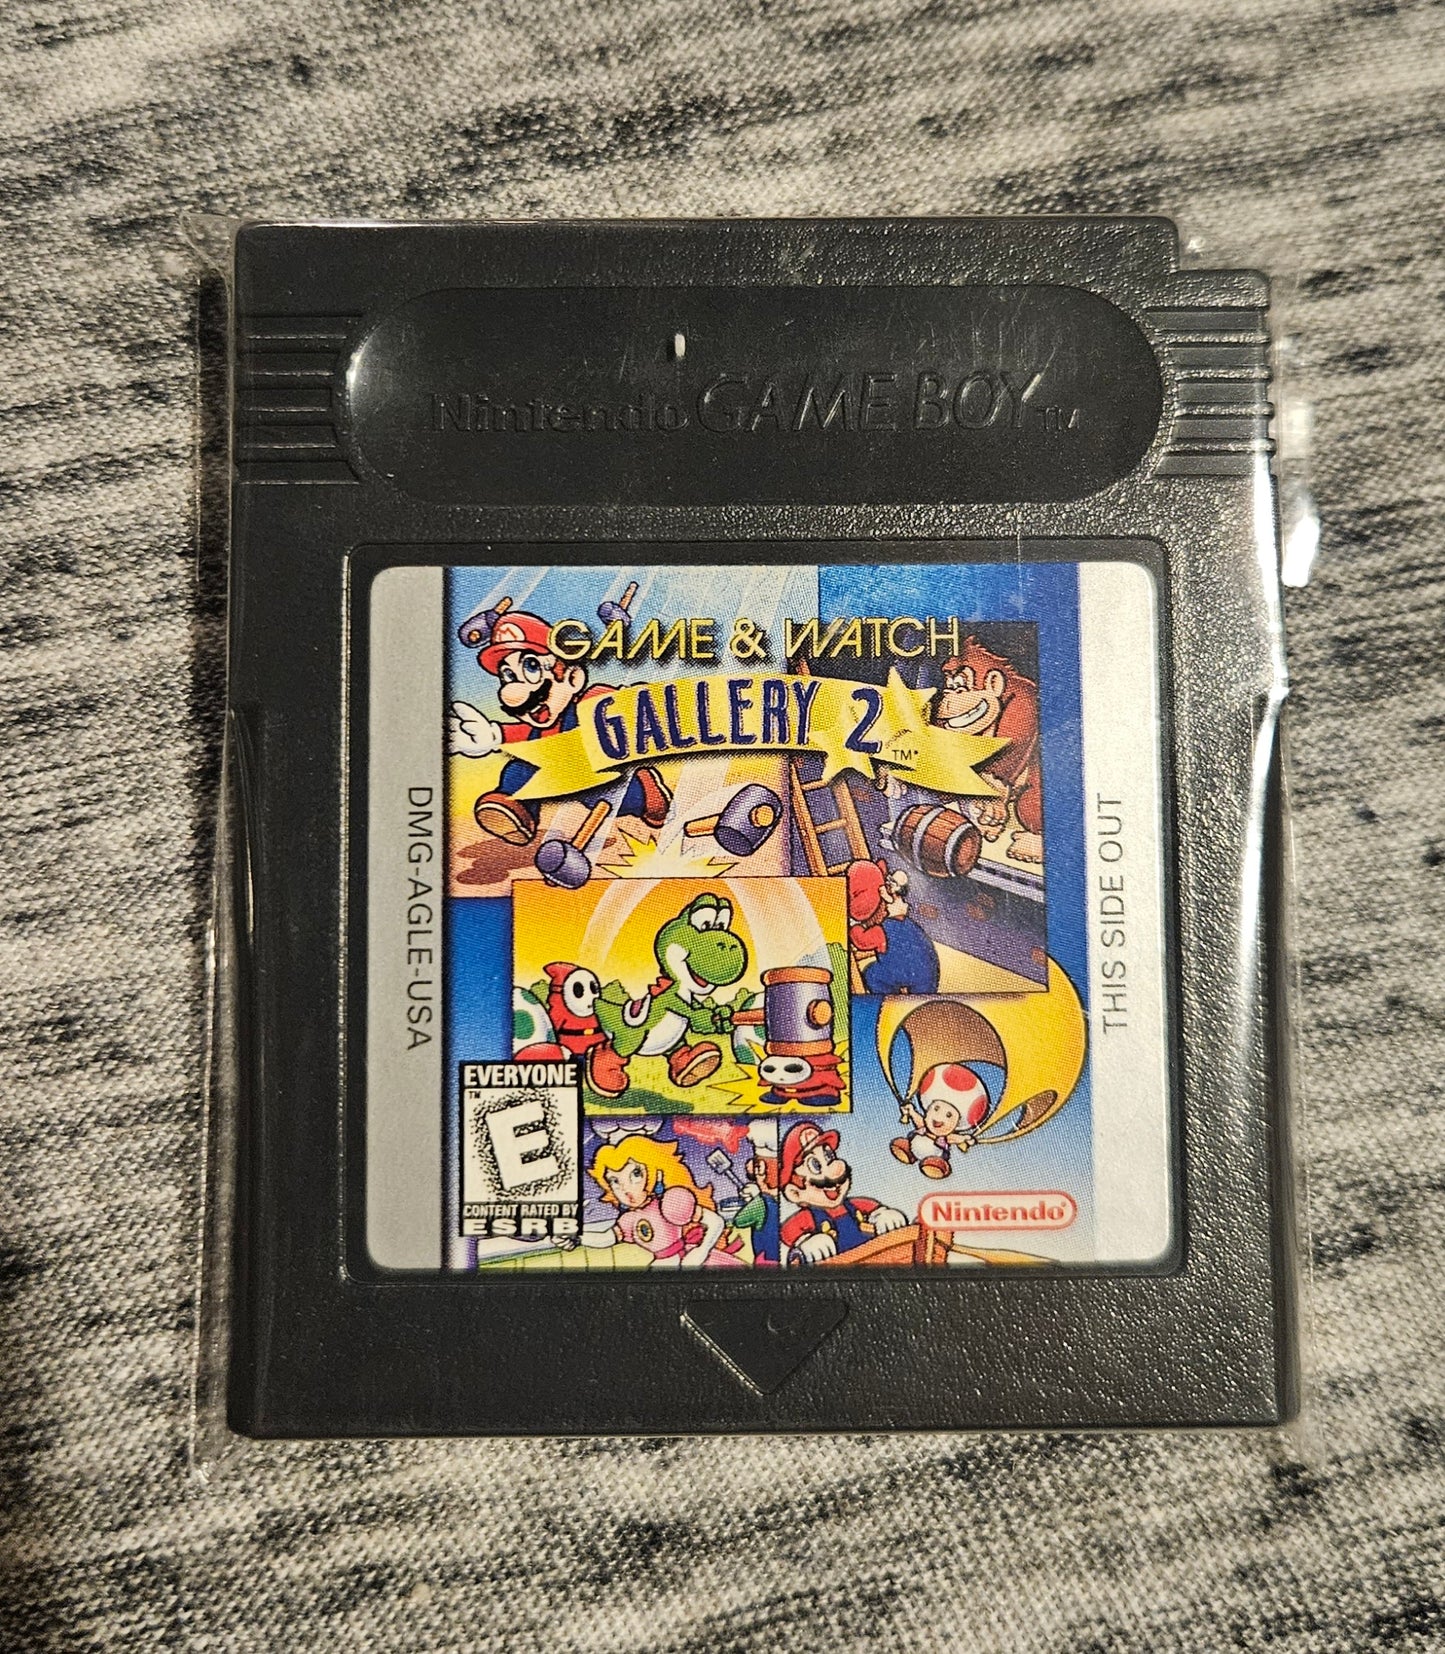 Nintendo GAME BOY TM
GAME & WATCH
GALLERY 2 TM*
DMG-AGLE-USA
THIS SIDE OUT
EVERYONE
TM
E
CONTENT RATED BY
ESRB
M
Nintendo®